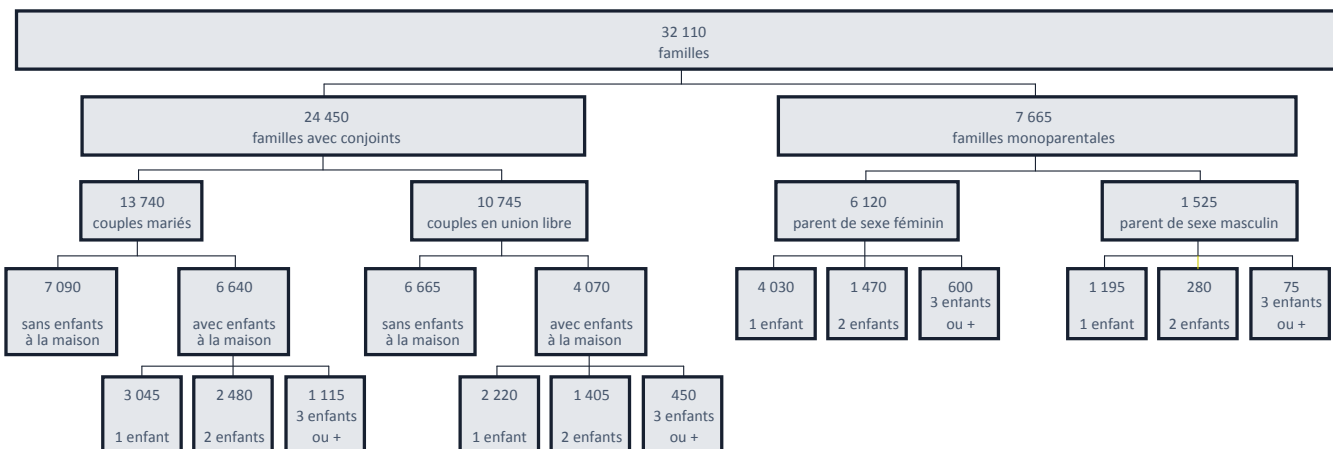 32 110
familles
24 450
familles avec conjoints
7 665
familles monoparentales
13 740
couples mariés
10 745
couples en union libre
6 120
parent de sexe féminin
1 525
parent de sexe masculin
7 090
sans enfants
à la maison
6 640
avec enfants
à la maison
6 665
sans enfants
à la maison
4 070
avec enfants
à la maison
4 030
1 enfant
1 470
2 enfants
600
3 enfants
ou +
1 195
1 enfant
280
2 enfants
75
3 enfants
ou +
3 045
1 enfant
2 480
2 enfants
1 115
3 enfants
ou +
2 220
1 enfant
1 405
2 enfants
450
3 enfants
ou +